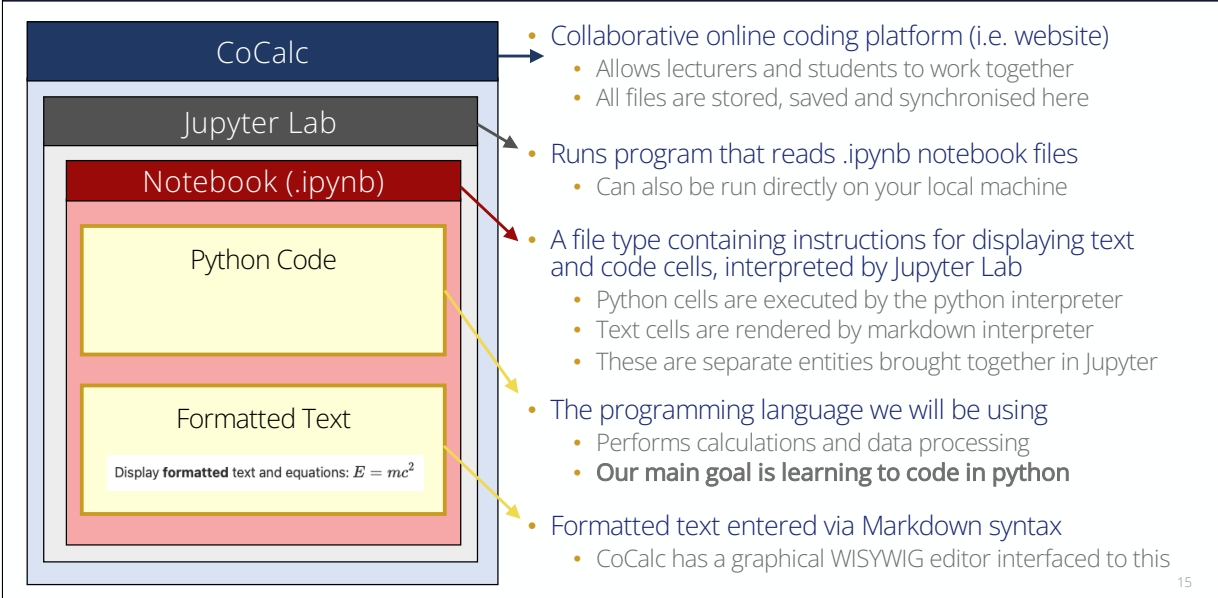 CoCalc
Jupyter Lab
Notebook (.ipynb)
Python Code
Formatted Text
Display formatted text and equations: E = mc²
• Collaborative online coding platform (i.e. website)
• Allows lecturers and students to work together
• All files are stored, saved and synchronised here
• Runs program that reads .ipynb notebook files
• Can also be run directly on your local machine
• A file type containing instructions for displaying text
and code cells, interpreted by Jupyter Lab
• Python cells are executed by the python interpreter
• Text cells are rendered by markdown interpreter
• These are separate entities brought together in Jupyter
• The programming language we will be using
• Performs calculations and data processing
• Our main goal is learning to code in python
• Formatted text entered via Markdown syntax
• CoCalc has a graphical WISYWIG editor interfaced to this
15